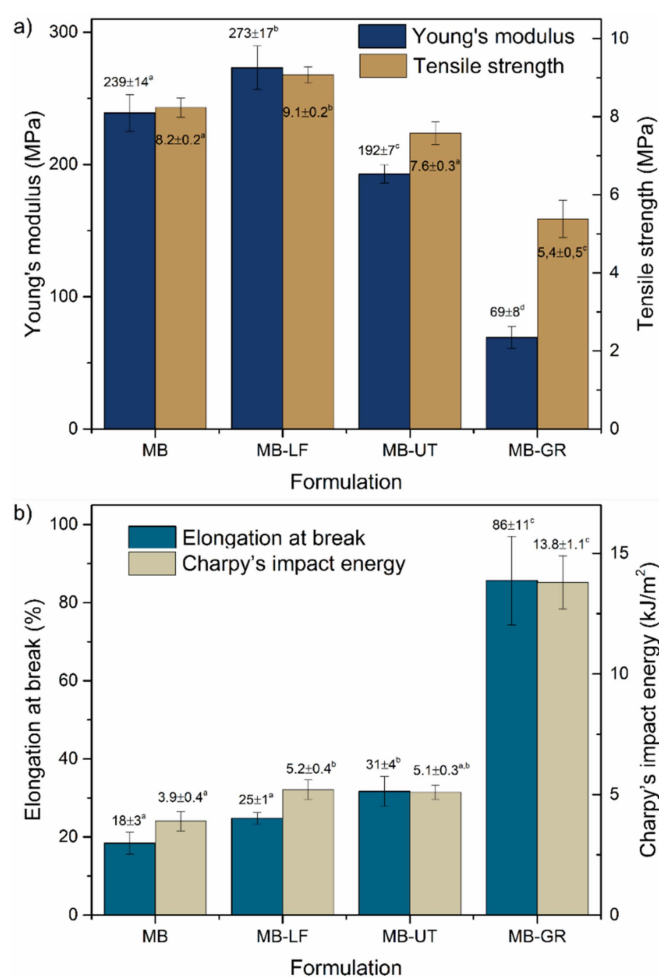 a)
300
200
100
0
Young's modulus (MPa)
Young's modulus
Tensile strength
10
8
6
4
2
0
Tensile strength (MPa)
239±14ᵃ
8.2±0.2ᵃ
273±17ᵇ
9.1±0.2ᵇ
192±7ᶜ
7.6±0.3ᵃ
69±8ᵈ
5,4±0,5ᶜ
MB MB-LF MB-UT MB-GR
Formulation
b)
100
80
60
40
20
0
Elongation at break (%)
Elongation at break
Charpy's impact energy
15
10
5
0
Charpy's impact energy (kJ/m²)
18±3ᵃ
3.9±0.4ᵃ
25±1ᵃ
5.2±0.4ᵇ
31±4ᵇ
5.1±0.3ᵃ,ᵇ
86±11ᶜ
13.8±1.1ᶜ
MB MB-LF MB-UT MB-GR
Formulation